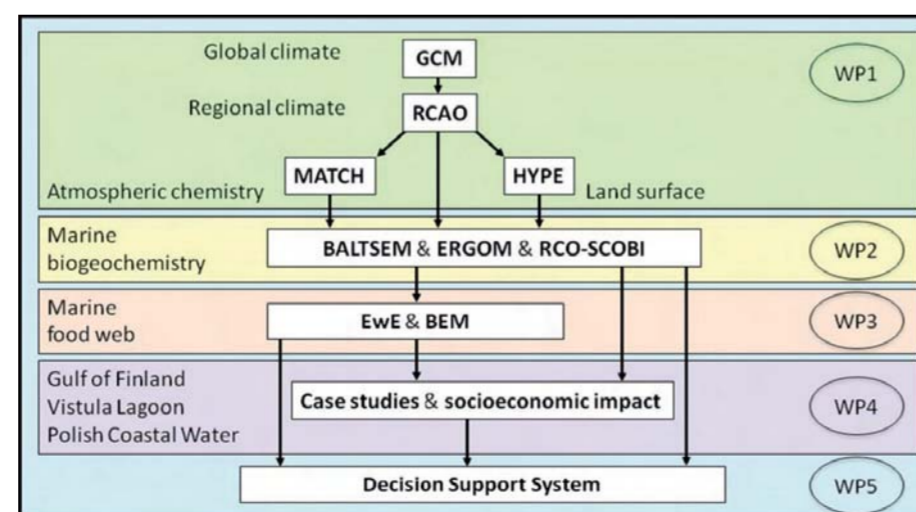 Global climate
GCM
WP1
Regional climate
RCAO
MATCH
HYPE
Atmospheric chemistry
Land surface
Marine
biogeochemistry
BALTSEM & ERGOM & RCO-SCOBI
WP2
Marine
food web
EwE & BEM
WP3
Gulf of Finland
Vistula Lagoon
Polish Coastal Water
Case studies & socioeconomic impact
WP4
Decision Support System
WP5